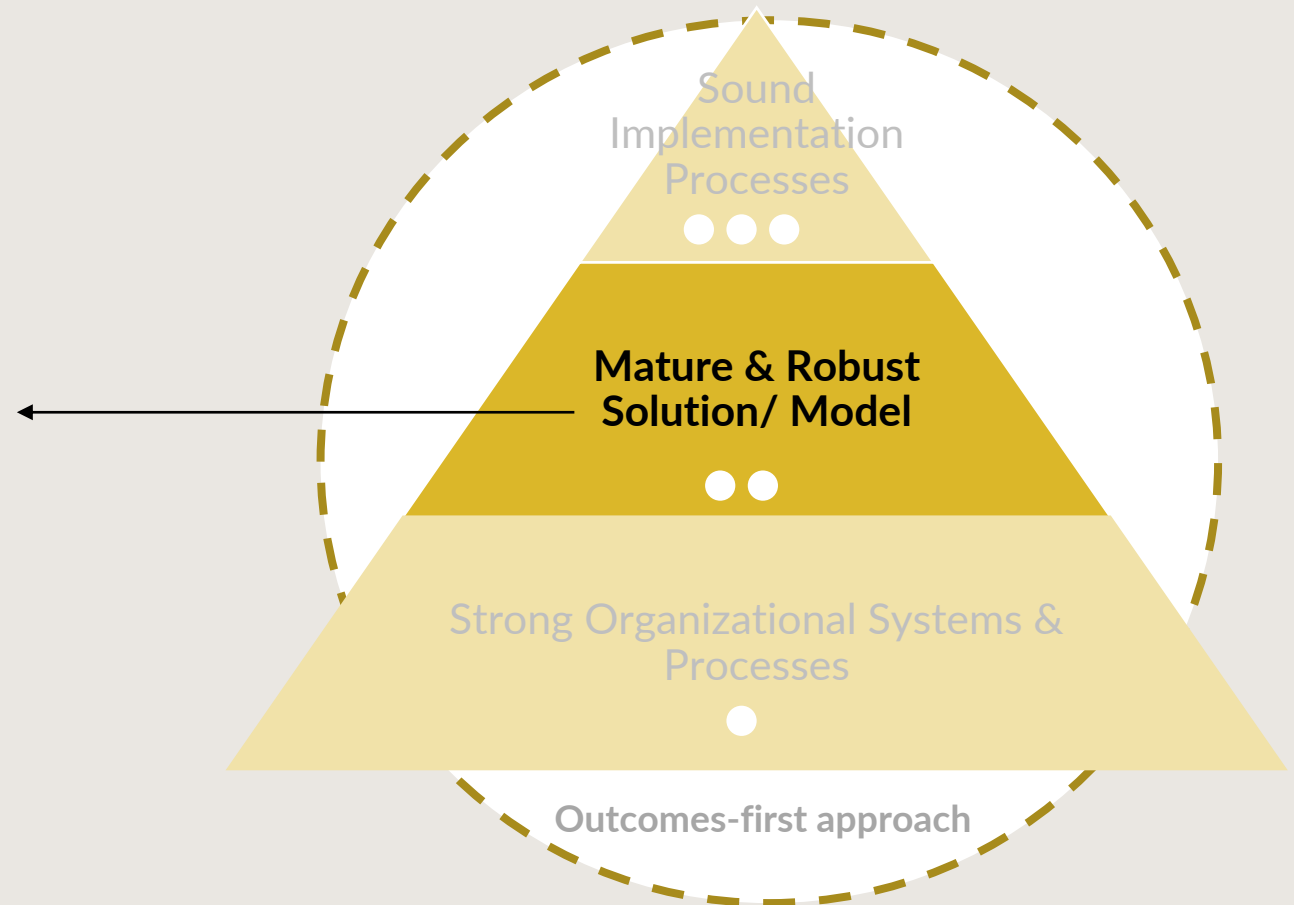 Sound
Implementation
Processes
Mature & Robust
Solution/ Model
Strong Organizational Systems &
Processes
Outcomes-first approach